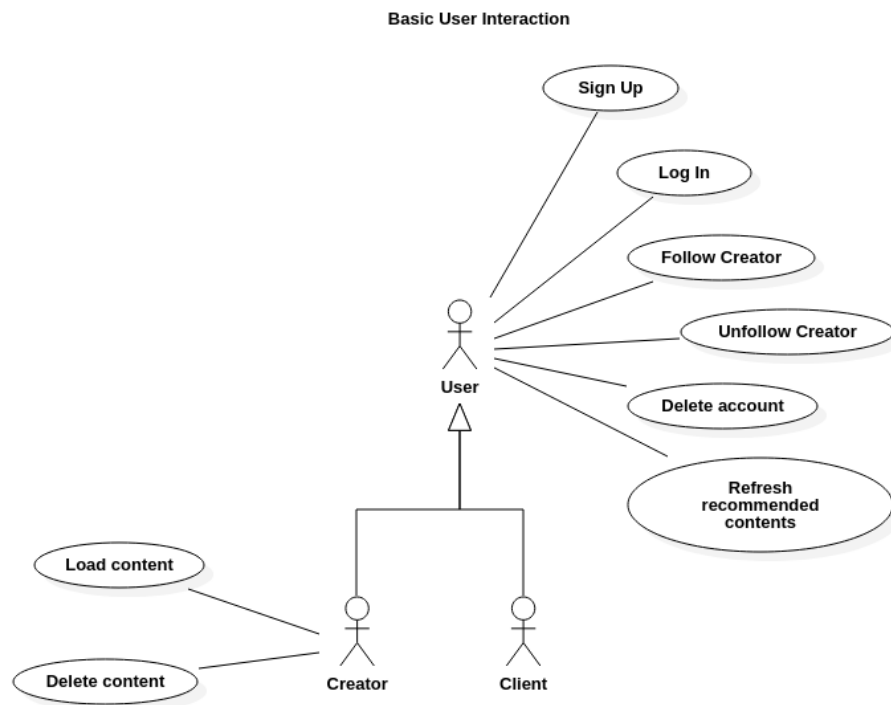 Basic User Interaction
Sign Up
Log In
Follow Creator
Unfollow Creator
User
Delete account
Refresh
recommended
contents
Load content
Delete content
Creator
Client